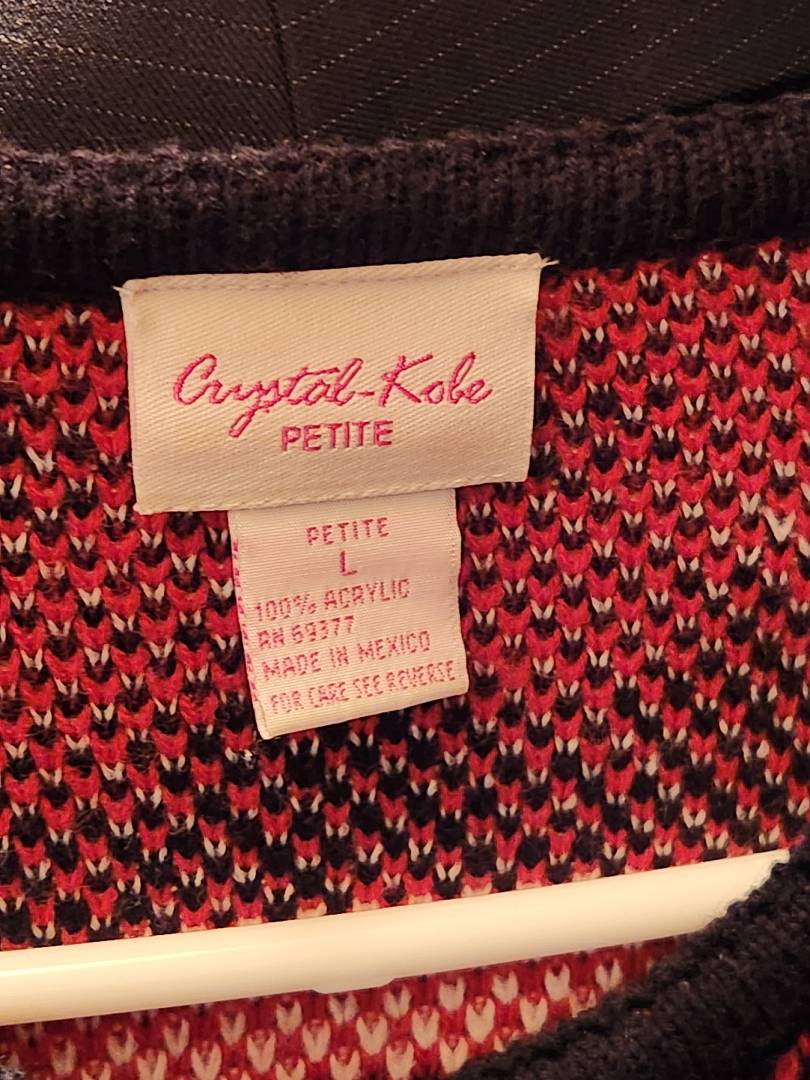 Crystal-Kobe
PETITE
PETITE
L
100% ACRYLIC
RN 69377
MADE IN MEXICO
FOR CARE SEE REVERSE